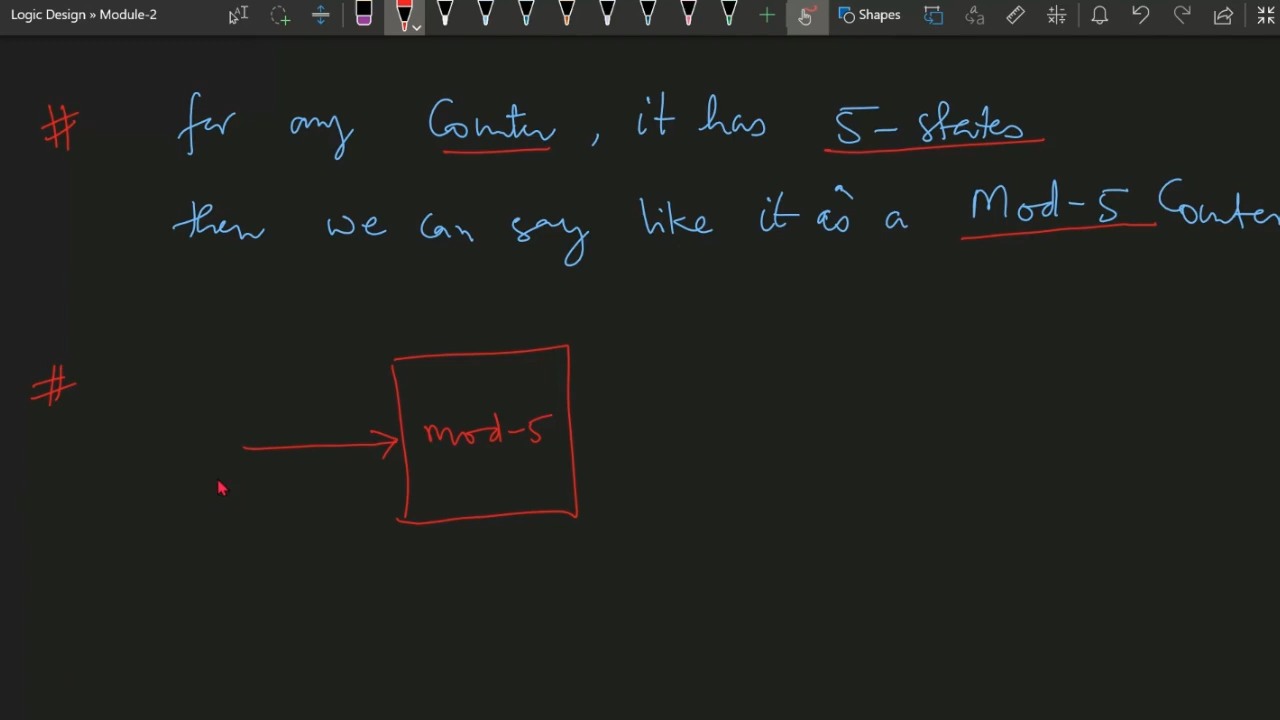 Logic Design » Module-2
Shapes
# for any Counter, it has 5-states
then we can say like it is a Mod-5 Counter
#
mod-5